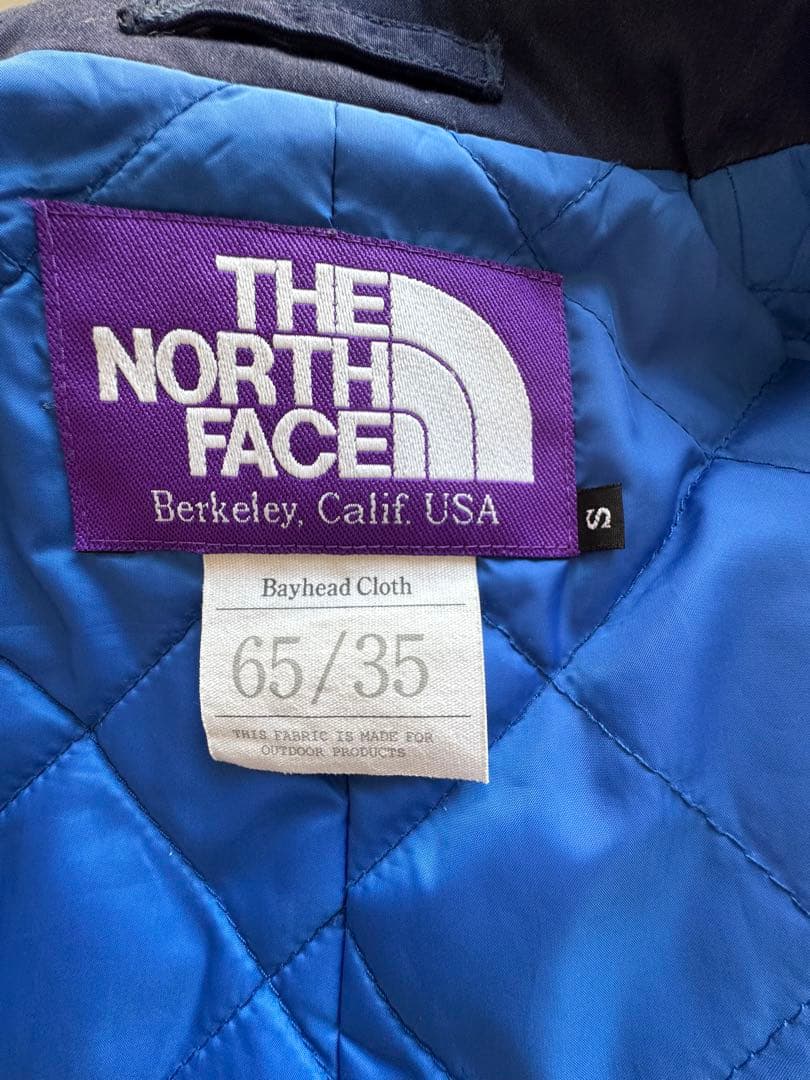 THE
NORTH
FACE
Berkeley, Calif. USA
S
Bayhead Cloth
65/35
THIS FABRIC IS MADE FOR
OUTDOOR PRODUCTS